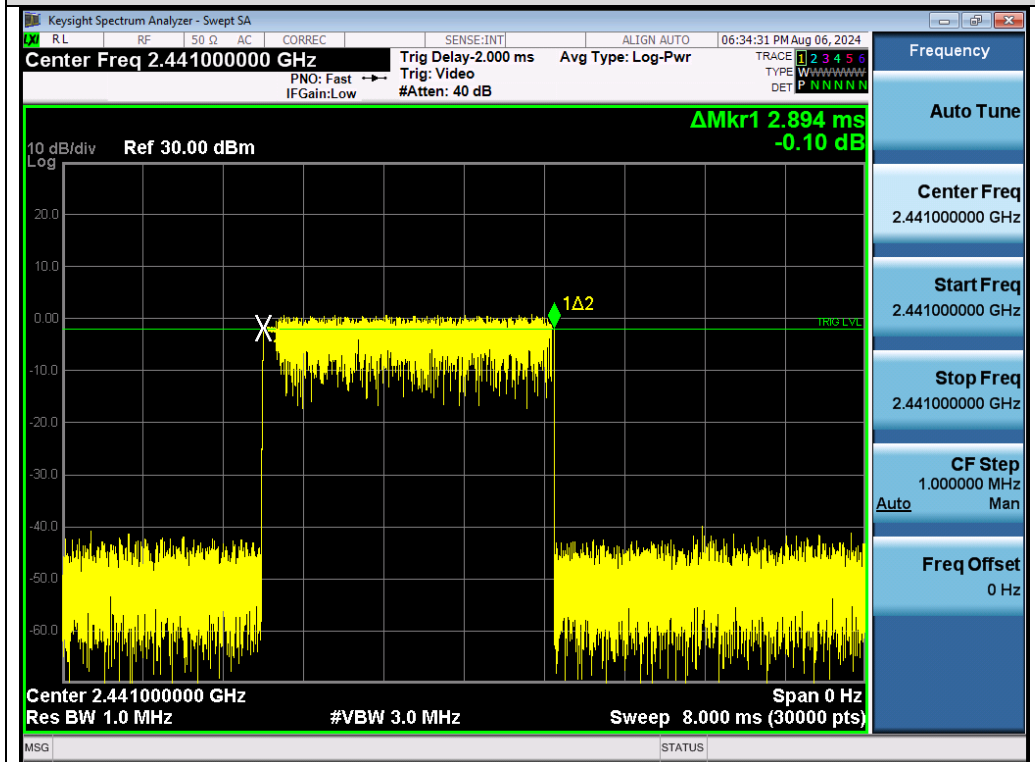 Keysight Spectrum Analyzer - Swept SA
LXI RL RF 50 Ω AC CORREC SENSE:INT ALIGN AUTO 06:34:31 PM Aug 06, 2024
Center Freq 2.441000000 GHz
PNO: Fast
IFGain:Low
Trig Delay-2.000 ms
Trig: Video
#Atten: 40 dB
Avg Type: Log-Pwr
TRACE 1 2 3 4 5 6
TYPE WWWWWW
DET P N N N N N
ΔMkr1 2.894 ms
-0.10 dB
10 dB/div Ref 30.00 dBm
Log
20.0
10.0
0.00
-10.0
-20.0
-30.0
-40.0
-50.0
-60.0
1Δ2
TRIG LVL
Center 2.441000000 GHz Span 0 Hz
Res BW 1.0 MHz #VBW 3.0 MHz Sweep 8.000 ms (30000 pts)
MSG STATUS
Frequency
Auto Tune
Center Freq
2.441000000 GHz
Start Freq
2.441000000 GHz
Stop Freq
2.441000000 GHz
CF Step
1.000000 MHz
Auto Man
Freq Offset
0 Hz